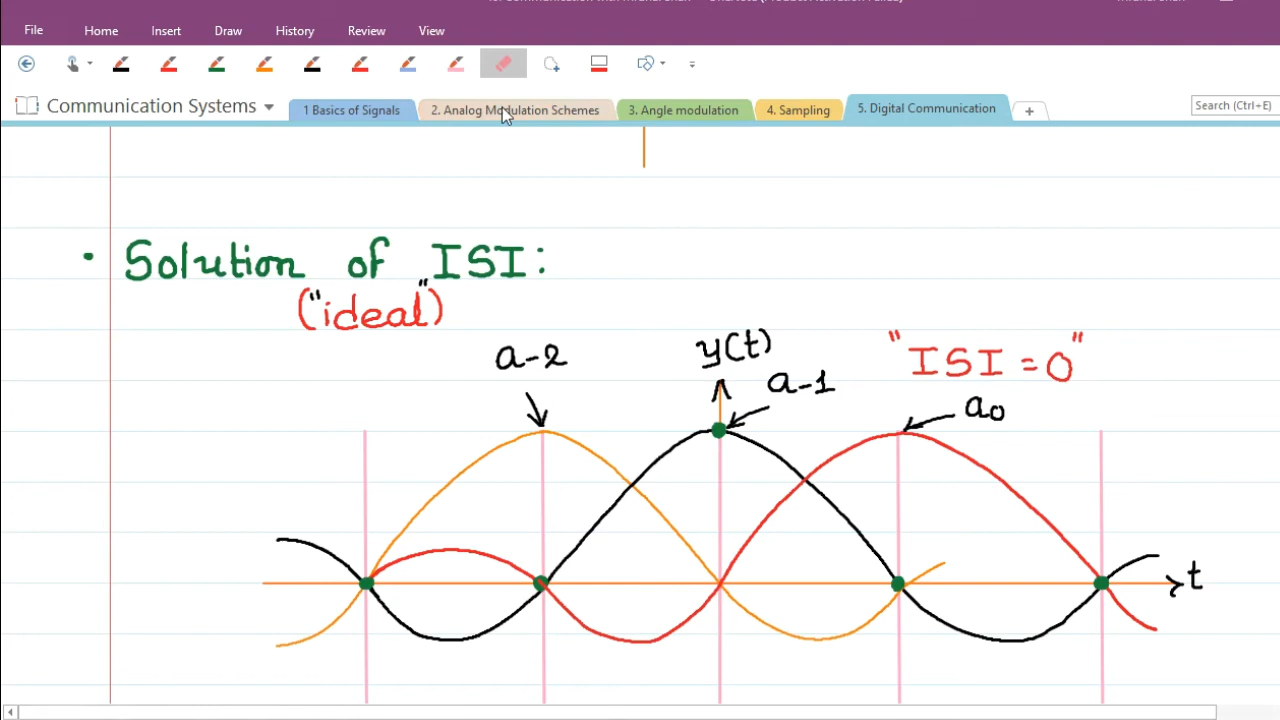 File Home Insert Draw History Review View
Communication Systems 1 Basics of Signals 2. Analog Modulation Schemes 3. Angle modulation 4. Sampling 5. Digital Communication + Search (Ctrl+E)
• Solution of ISI:
("ideal")
a-2 y(t) "ISI = 0"
a-1
a0
t